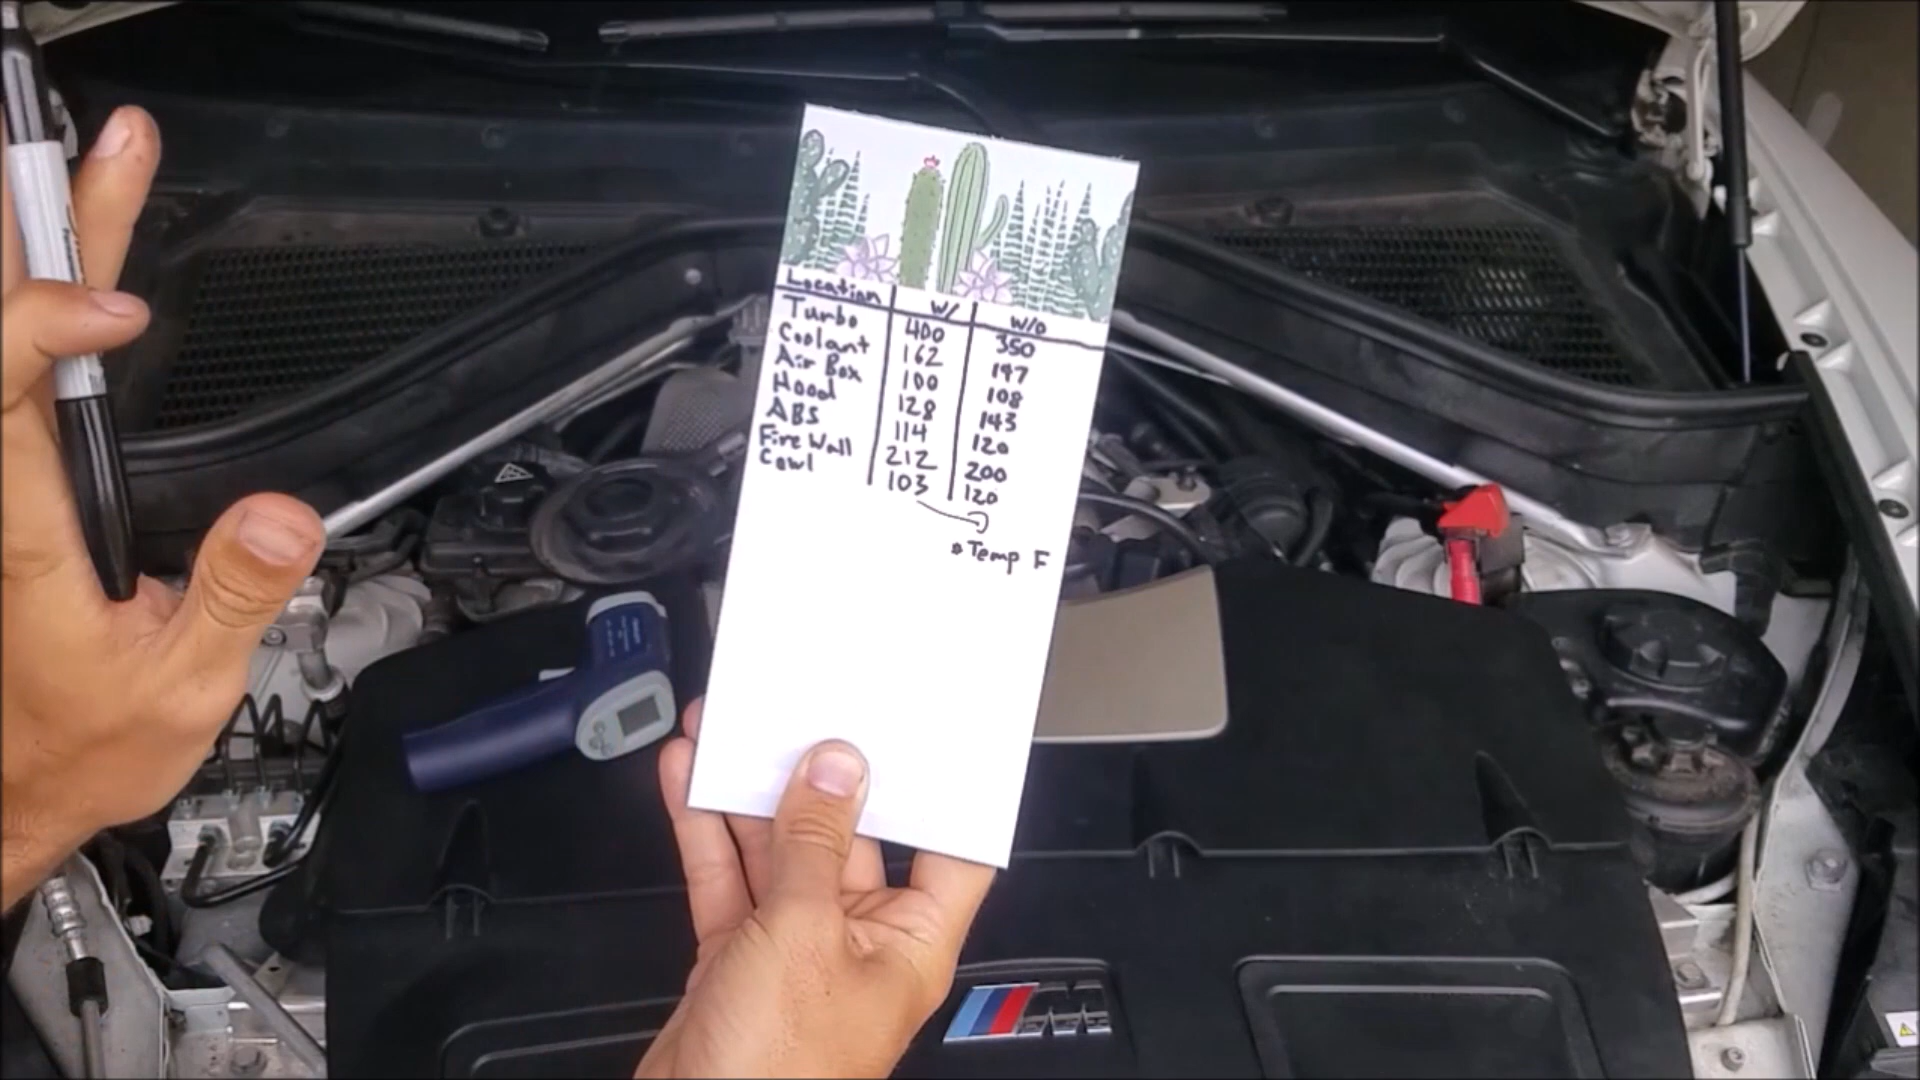 Location W/ W/O
Turbo 400 350
Coolant 162 197
Air Box 100 108
Hood 128 143
ABS 114 120
Fire Wall 212 200
Cowl 103 120
* Temp F
M